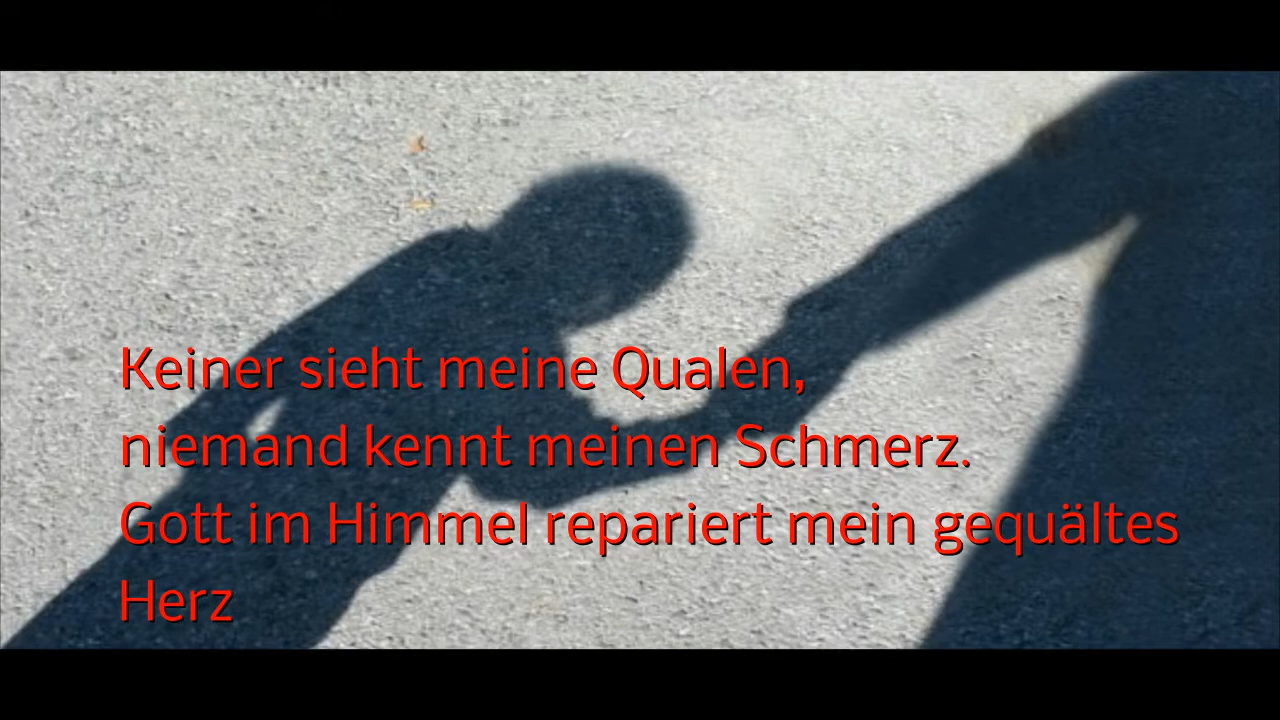 Keiner sieht meine Qualen,
niemand kennt meinen Schmerz.
Gott im Himmel repariert mein gequältes
Herz